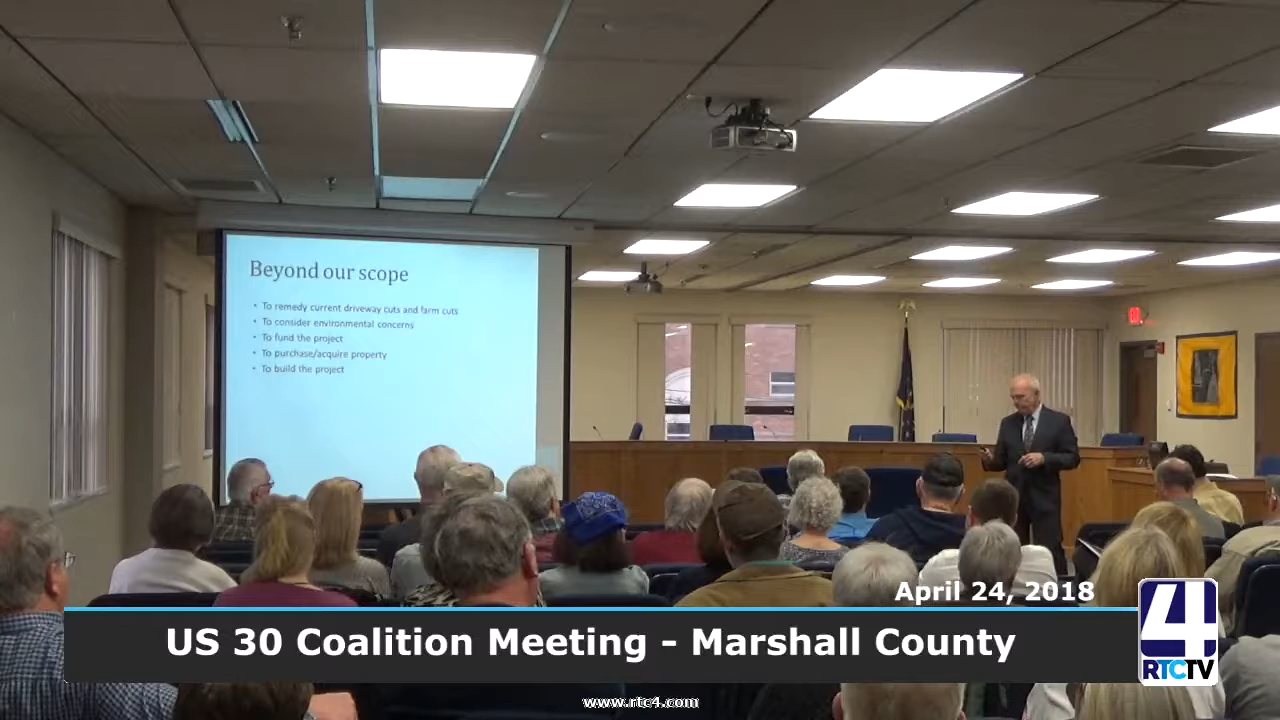 Beyond our scope
• To remedy current driveway cuts and farm cuts
• To consider environmental concerns
• To fund the project
• To purchase/acquire property
• To build the project
April 24, 2018
US 30 Coalition Meeting - Marshall County
4
RTCTV
www.rtc4.com